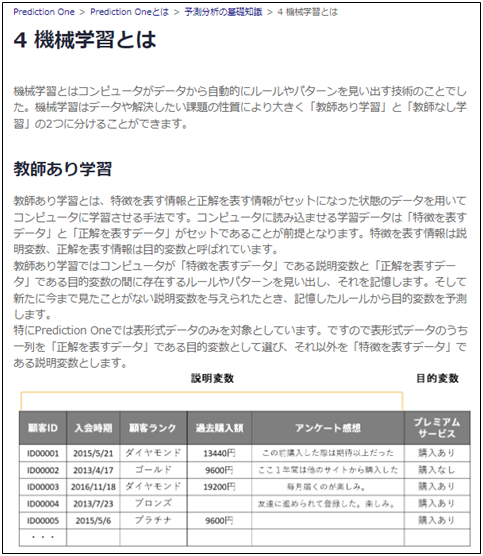 Prediction One > Prediction Oneとは > 予測分析の基礎知識 > 4 機械学習とは
4 機械学習とは
機械学習とはコンピュータがデータから自動的にルールやパターンを見い出す技術のことでし
た。機械学習はデータや解決したい課題の性質により大きく「教師あり学習」と「教師なし学
習」の2つに分けることができます。
教師あり学習
教師あり学習とは、特徴を表す情報と正解を表す情報がセットになった状態のデータを用いて
コンピュータに学習させる手法です。コンピュータに読み込ませる学習データは「特徴を表す
データ」と「正解を表すデータ」がセットであることが前提となります。特徴を表す情報は説
明変数、正解を表す情報は目的変数と呼ばれています。
教師あり学習ではコンピュータが「特徴を表すデータ」である説明変数と「正解を表すデー
タ」である目的変数の間に存在するルールやパターンを見い出し、それを記憶します。そして
新たに今まで見たことがない説明変数を与えられたとき、記憶したルールから目的変数を予測
します。
特にPrediction Oneでは表形式データのみを対象としています。ですので表形式データのうち
一列を「正解を表すデータ」である目的変数として選び、それ以外を「特徴を表すデータ」で
ある説明変数とします。
説明変数 目的変数
顧客ID 入会時期 顧客ランク 過去購入額 アンケート感想 プレミアム
サービス
ID00001 2015/5/21 ダイヤモンド 13440円 この前購入した際は期待以上だった 購入あり
ID00002 2013/4/17 ゴールド 9600円 ここ1年間は他のサイトから購入した 購入なし
ID00003 2016/11/18 ダイヤモンド 19200円 毎月届くのが楽しみ。 購入あり
ID00004 2013/7/23 ブロンズ 友達に進められて登録した。楽しみ。 購入あり
ID00005 2015/5/6 プラチナ 9600円 購入あり
・・・